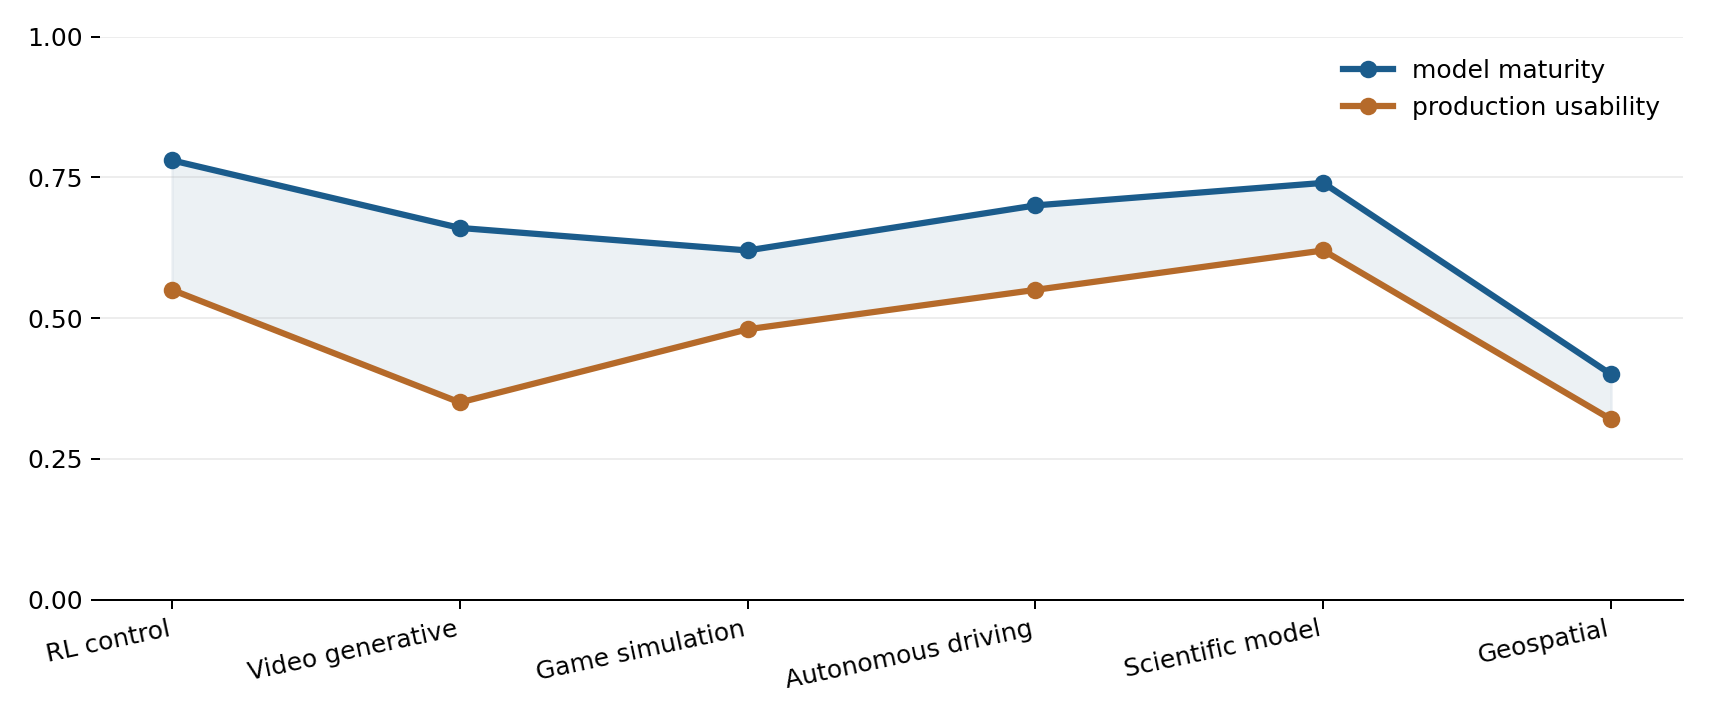 1.00
0.75
0.50
0.25
0.00
model maturity
production usability
RL control
Video generative
Game simulation
Autonomous driving
Scientific model
Geospatial